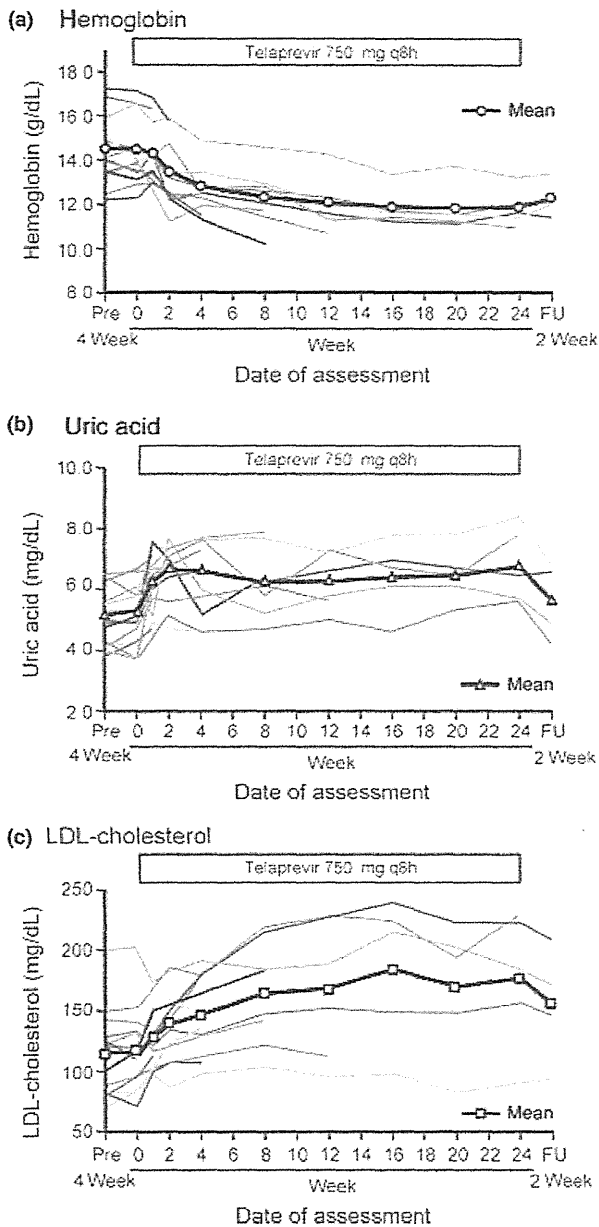 (a) Hemoglobin
Telaprevir 750 mg q8h
18.0
16.0
14.0
12.0
10.0
8.0
Hemoglobin (g/dL)
Mean
Pre 0 2 4 6 8 10 12 14 16 18 20 22 24 FU
4 Week Week 2 Week
Date of assessment
(b) Uric acid
Telaprevir 750 mg q8h
10.0
8.0
6.0
4.0
2.0
Uric acid (mg/dL)
Mean
Pre 0 2 4 6 8 10 12 14 16 18 20 22 24 FU
4 Week Week 2 Week
Date of assessment
(c) LDL-cholesterol
Telaprevir 750 mg q8h
250
200
150
100
50
LDL-cholesterol (mg/dL)
Mean
Pre 0 2 4 6 8 10 12 14 16 18 20 22 24 FU
4 Week Week 2 Week
Date of assessment